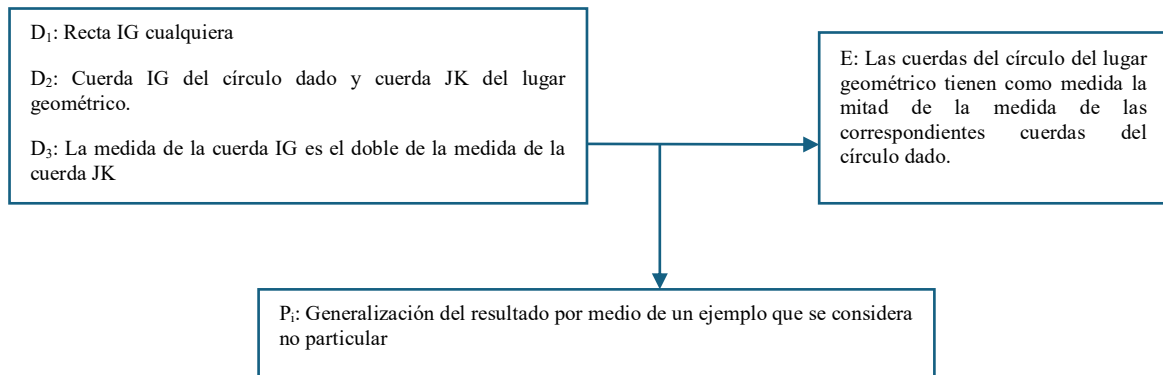 D₁: Recta IG cualquiera
D₂: Cuerda IG del círculo dado y cuerda JK del lugar
geométrico.
D₃: La medida de la cuerda IG es el doble de la medida de la
cuerda JK
E: Las cuerdas del círculo del lugar
geométrico tienen como medida la
mitad de la medida de las
correspondientes cuerdas del
círculo dado.
Pᵢ: Generalización del resultado por medio de un ejemplo que se considera
no particular